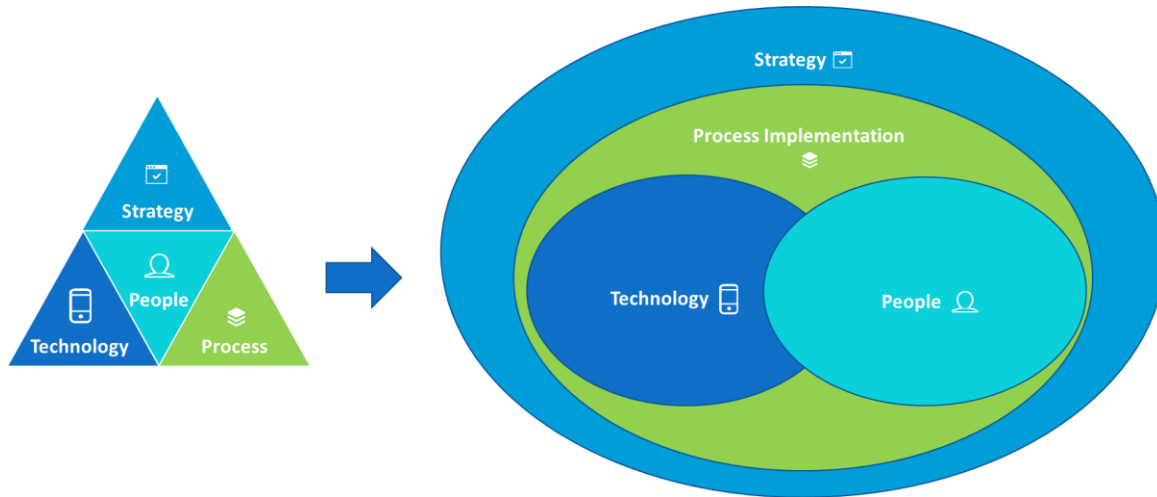 Strategy
People
Technology
Process
Strategy
Process Implementation
Technology
People